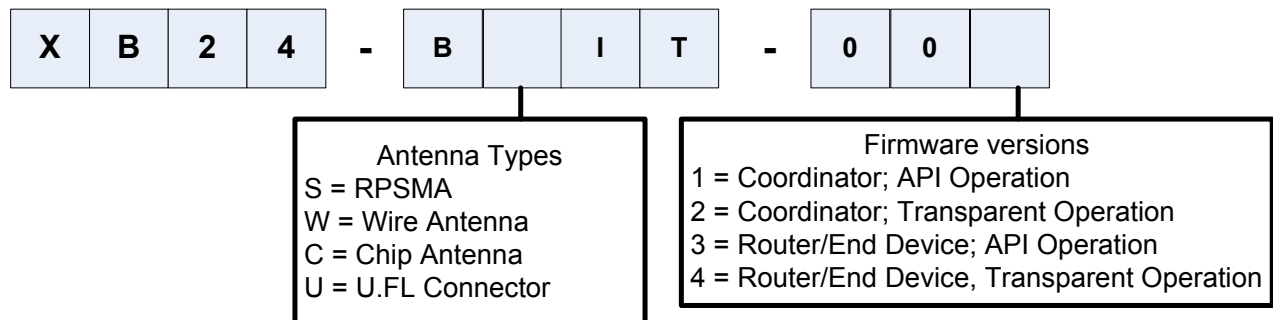 X B 2 4 - B I T - 0 0
Antenna Types
S = RPSMA
W = Wire Antenna
C = Chip Antenna
U = U.FL Connector
Firmware versions
1 = Coordinator; API Operation
2 = Coordinator; Transparent Operation
3 = Router/End Device; API Operation
4 = Router/End Device, Transparent Operation